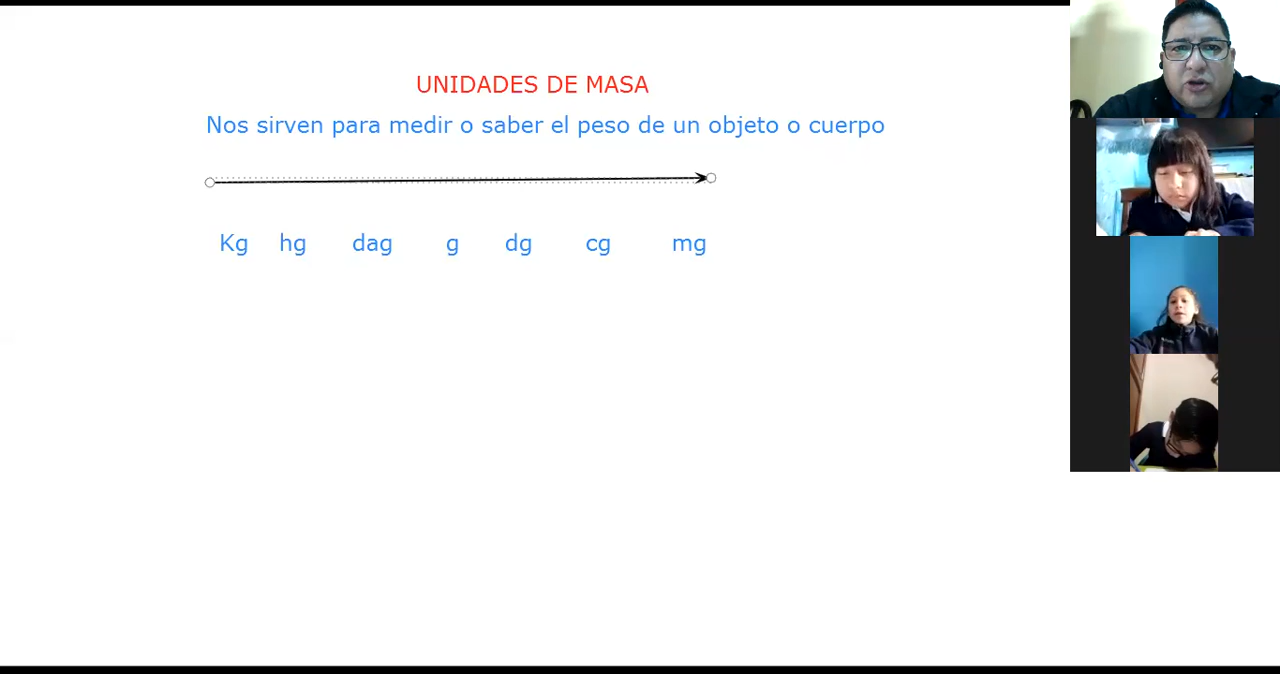 UNIDADES DE MASA
Nos sirven para medir o saber el peso de un objeto o cuerpo
Kg hg dag g dg cg mg